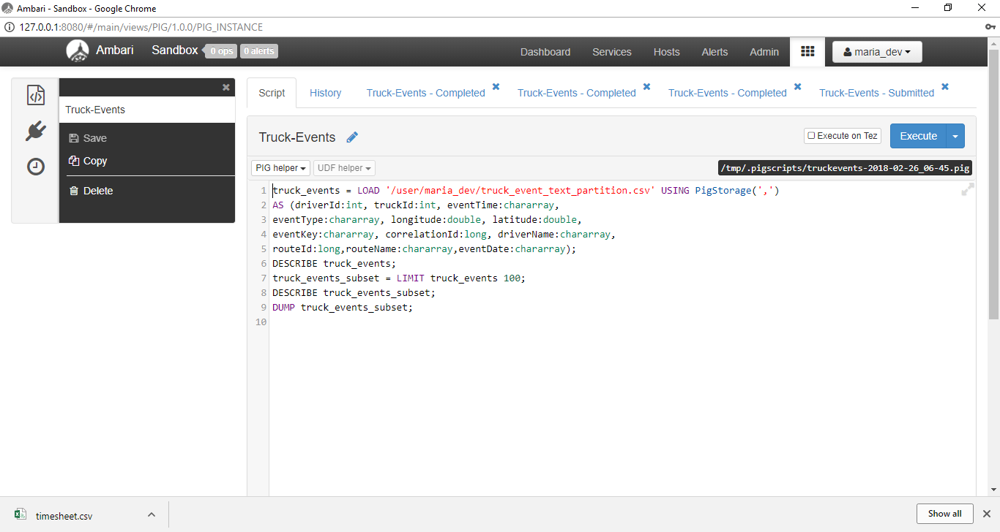 Ambari - Sandbox - Google Chrome
127.0.0.1:8080/#/main/views/PIG/1.0.0/PIG_INSTANCE
Ambari Sandbox 0 ops 0 alerts Dashboard Services Hosts Alerts Admin maria_dev
Script History Truck-Events - Completed Truck-Events - Completed Truck-Events - Completed Truck-Events - Submitted
Truck-Events
Save
Copy
Delete
Truck-Events Execute on Tez Execute
PIG helper UDF helper /tmp/.pigscripts/truckevents-2018-02-26_06-45.pig
1 truck_events = LOAD '/user/maria_dev/truck_event_text_partition.csv' USING PigStorage(',')
2 AS (driverId:int, truckId:int, eventTime:chararray,
3 eventType:chararray, longitude:double, latitude:double,
4 eventKey:chararray, correlationId:long, driverName:chararray,
5 routeId:long,routeName:chararray,eventDate:chararray);
6 DESCRIBE truck_events;
7 truck_events_subset = LIMIT truck_events 100;
8 DESCRIBE truck_events_subset;
9 DUMP truck_events_subset;
10
timesheet.csv Show all